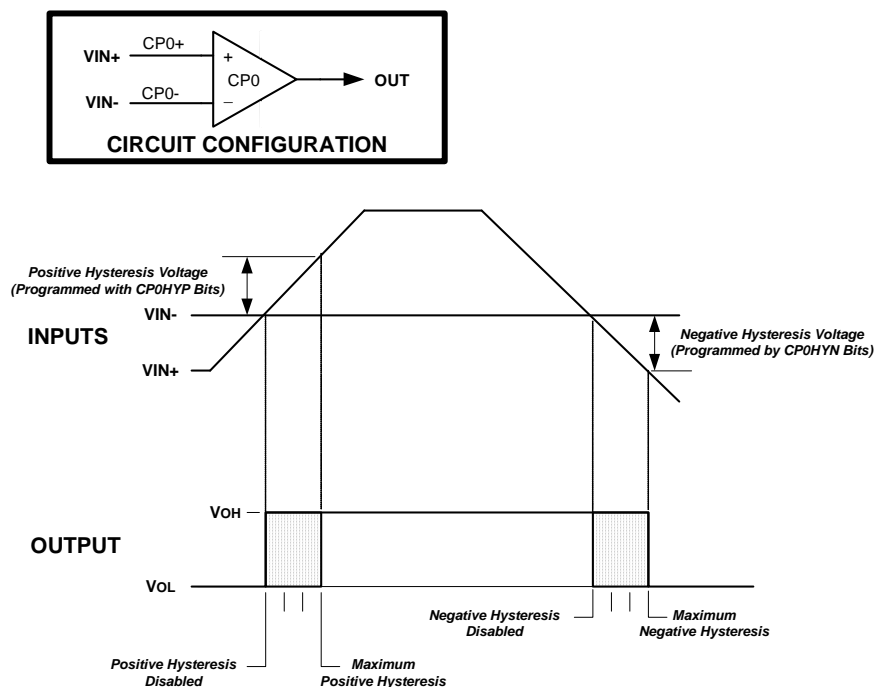 VIN+
CP0+
+
CP0
OUT
VIN-
CP0-
_
CIRCUIT CONFIGURATION
Positive Hysteresis Voltage
(Programmed with CP0HYP Bits)
VIN-
INPUTS
VIN+
Negative Hysteresis Voltage
(Programmed by CP0HYN Bits)
VOH
OUTPUT
VOL
Negative Hysteresis
Disabled
Maximum
Negative Hysteresis
Positive Hysteresis
Disabled
Maximum
Positive Hysteresis